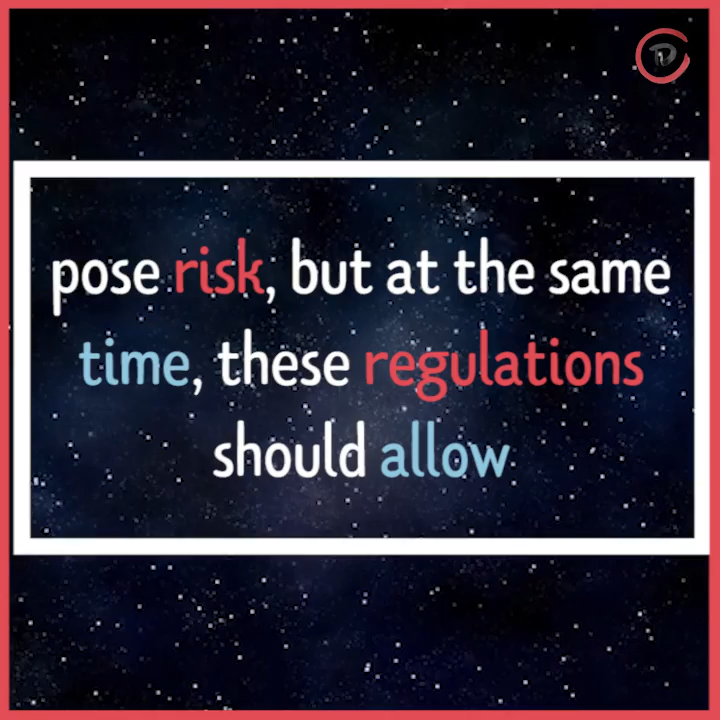 pose risk, but at the same
time, these regulations
should allow